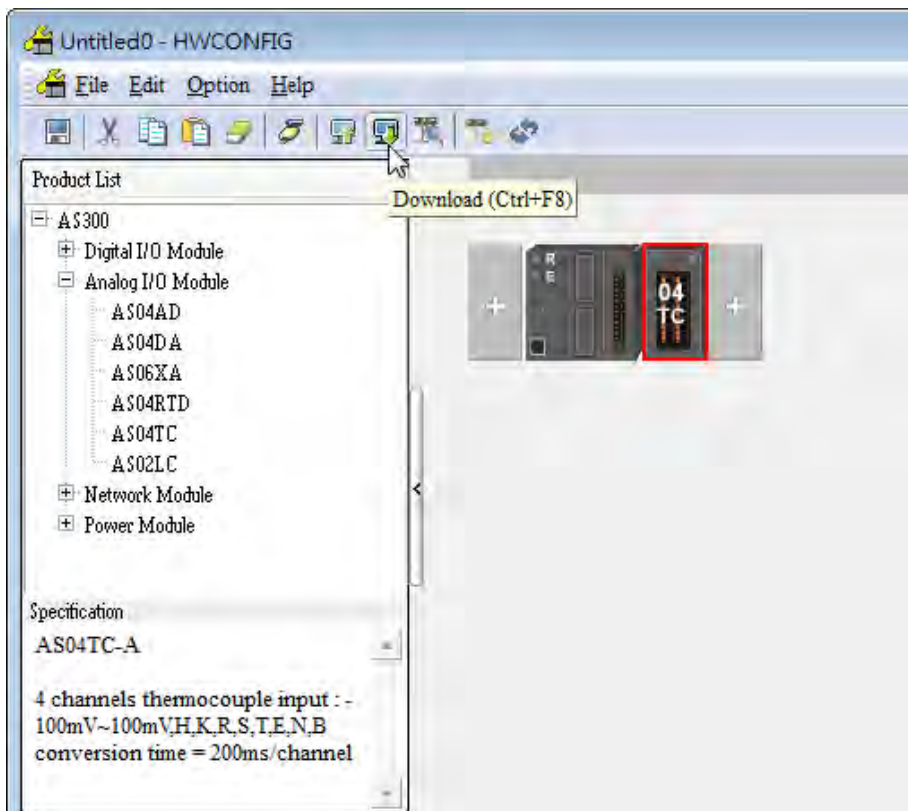 Untitled0 - HWCONFIG
File Edit Option Help
Product List
Download (Ctrl+F8)
AS300
Digital I/O Module
Analog I/O Module
AS04AD
AS04DA
AS06XA
AS04RTD
AS04TC
AS02LC
Network Module
Power Module
R
E
04
TC
Specification
AS04TC-A
4 channels thermocouple input : -
100mV~100mV,H,K,R,S,T,E,N,B
conversion time = 200ms/channel